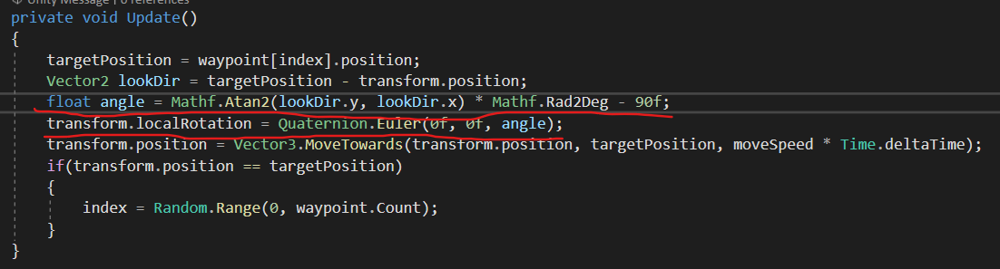 Unity Message | 0 references
private void Update()
{
targetPosition = waypoint[index].position;
Vector2 lookDir = targetPosition - transform.position;
float angle = Mathf.Atan2(lookDir.y, lookDir.x) * Mathf.Rad2Deg - 90f;
transform.localRotation = Quaternion.Euler(0f, 0f, angle);
transform.position = Vector3.MoveTowards(transform.position, targetPosition, moveSpeed * Time.deltaTime);
if(transform.position == targetPosition)
{
index = Random.Range(0, waypoint.Count);
}
}